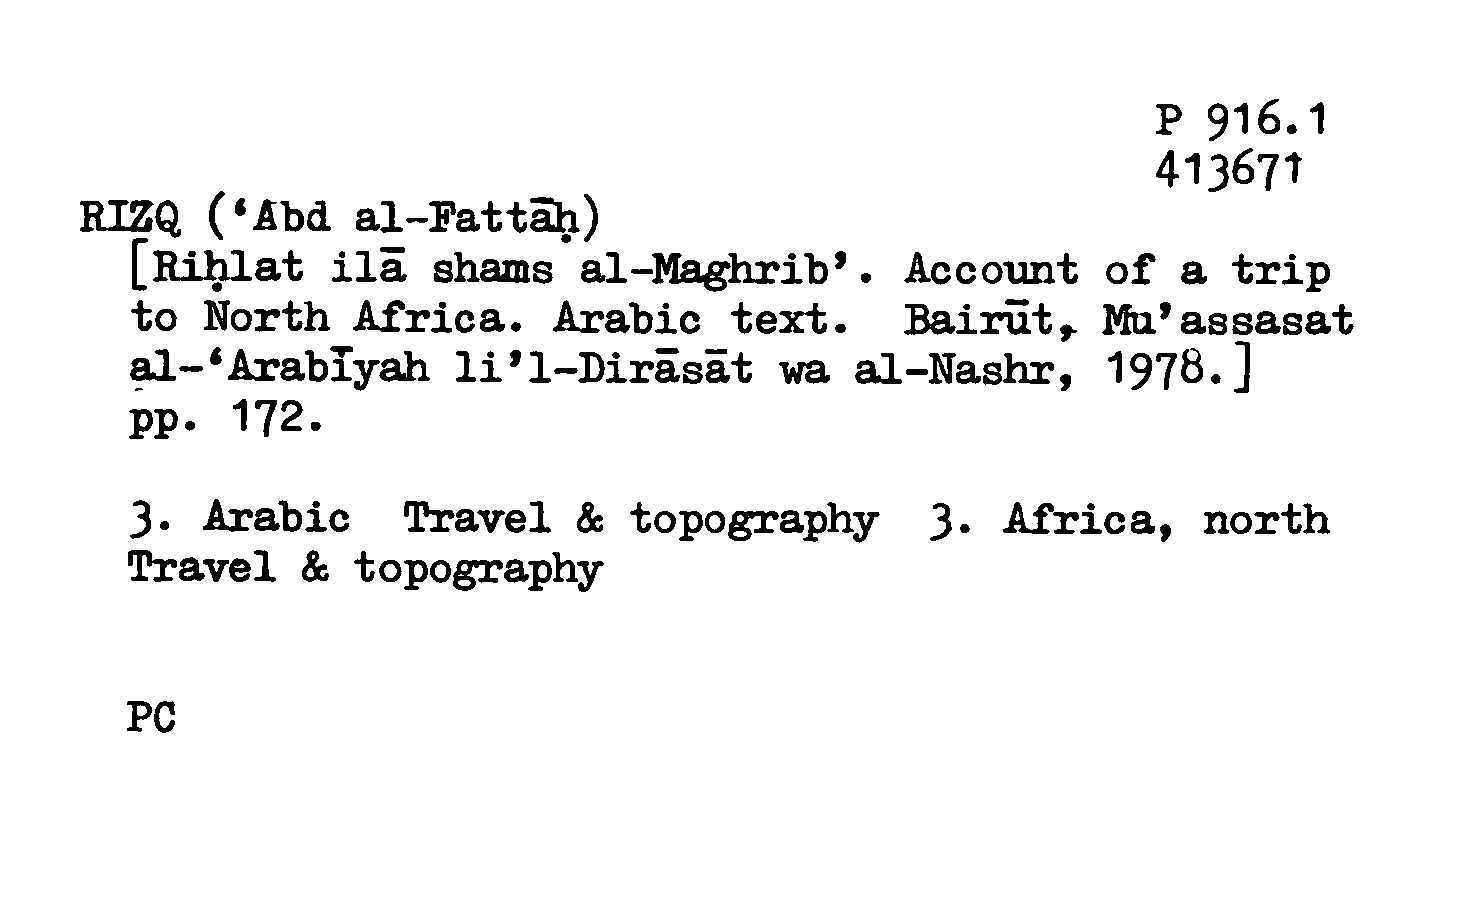 P 916.1
413671
RIZQ (‘Abd al-Fattāḥ)
[Riḥlat ilā shams al-Maghrib’. Account of a trip
to North Africa. Arabic text. Bairūt, Mu’assasat
al-‘Arabīyah li’l-Dirāsāt wa al-Nashr, 1978.]
pp. 172.
3. Arabic Travel & topography 3. Africa, north
Travel & topography
PC